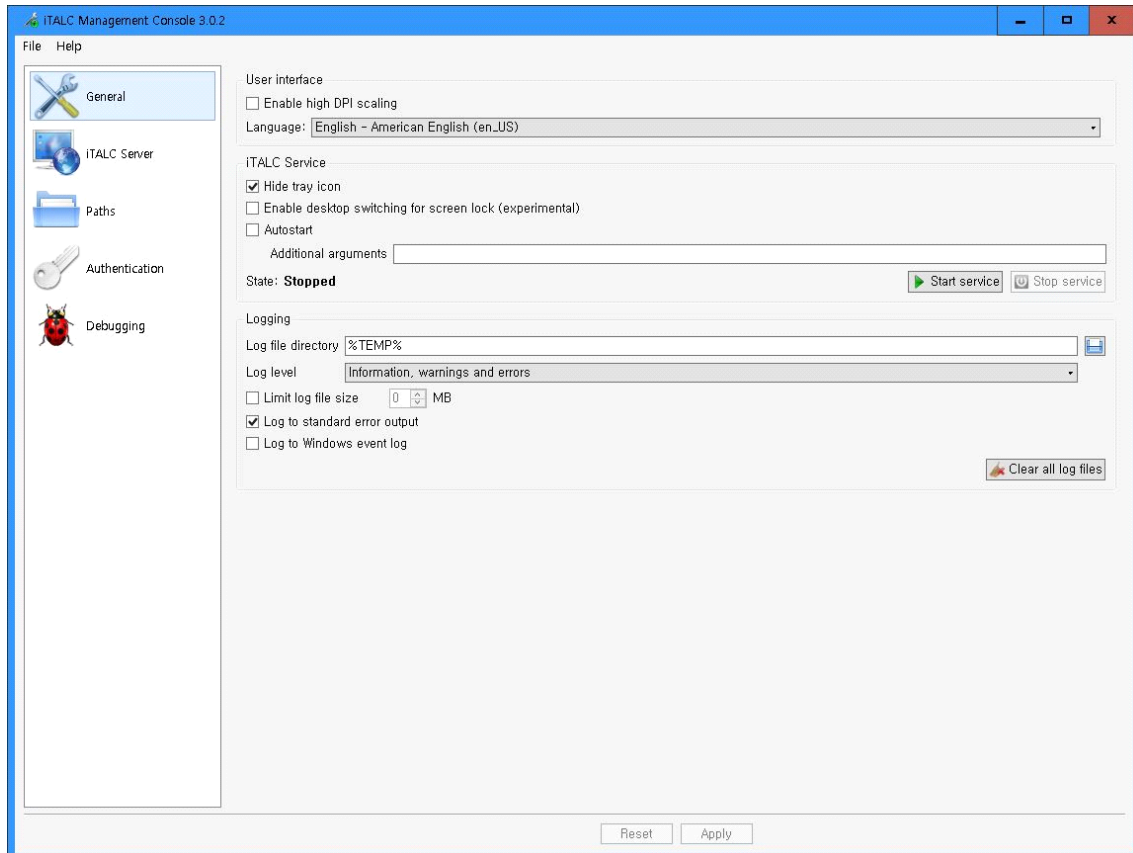 iTALC Management Console 3.0.2
File Help
General
iTALC Server
Paths
Authentication
Debugging
User interface
Enable high DPI scaling
Language: English - American English (en_US)
iTALC Service
Hide tray icon
Enable desktop switching for screen lock (experimental)
Autostart
Additional arguments
State: Stopped Start service Stop service
Logging
Log file directory %TEMP%
Log level Information, warnings and errors
Limit log file size 0 MB
Log to standard error output
Log to Windows event log
Clear all log files
Reset Apply